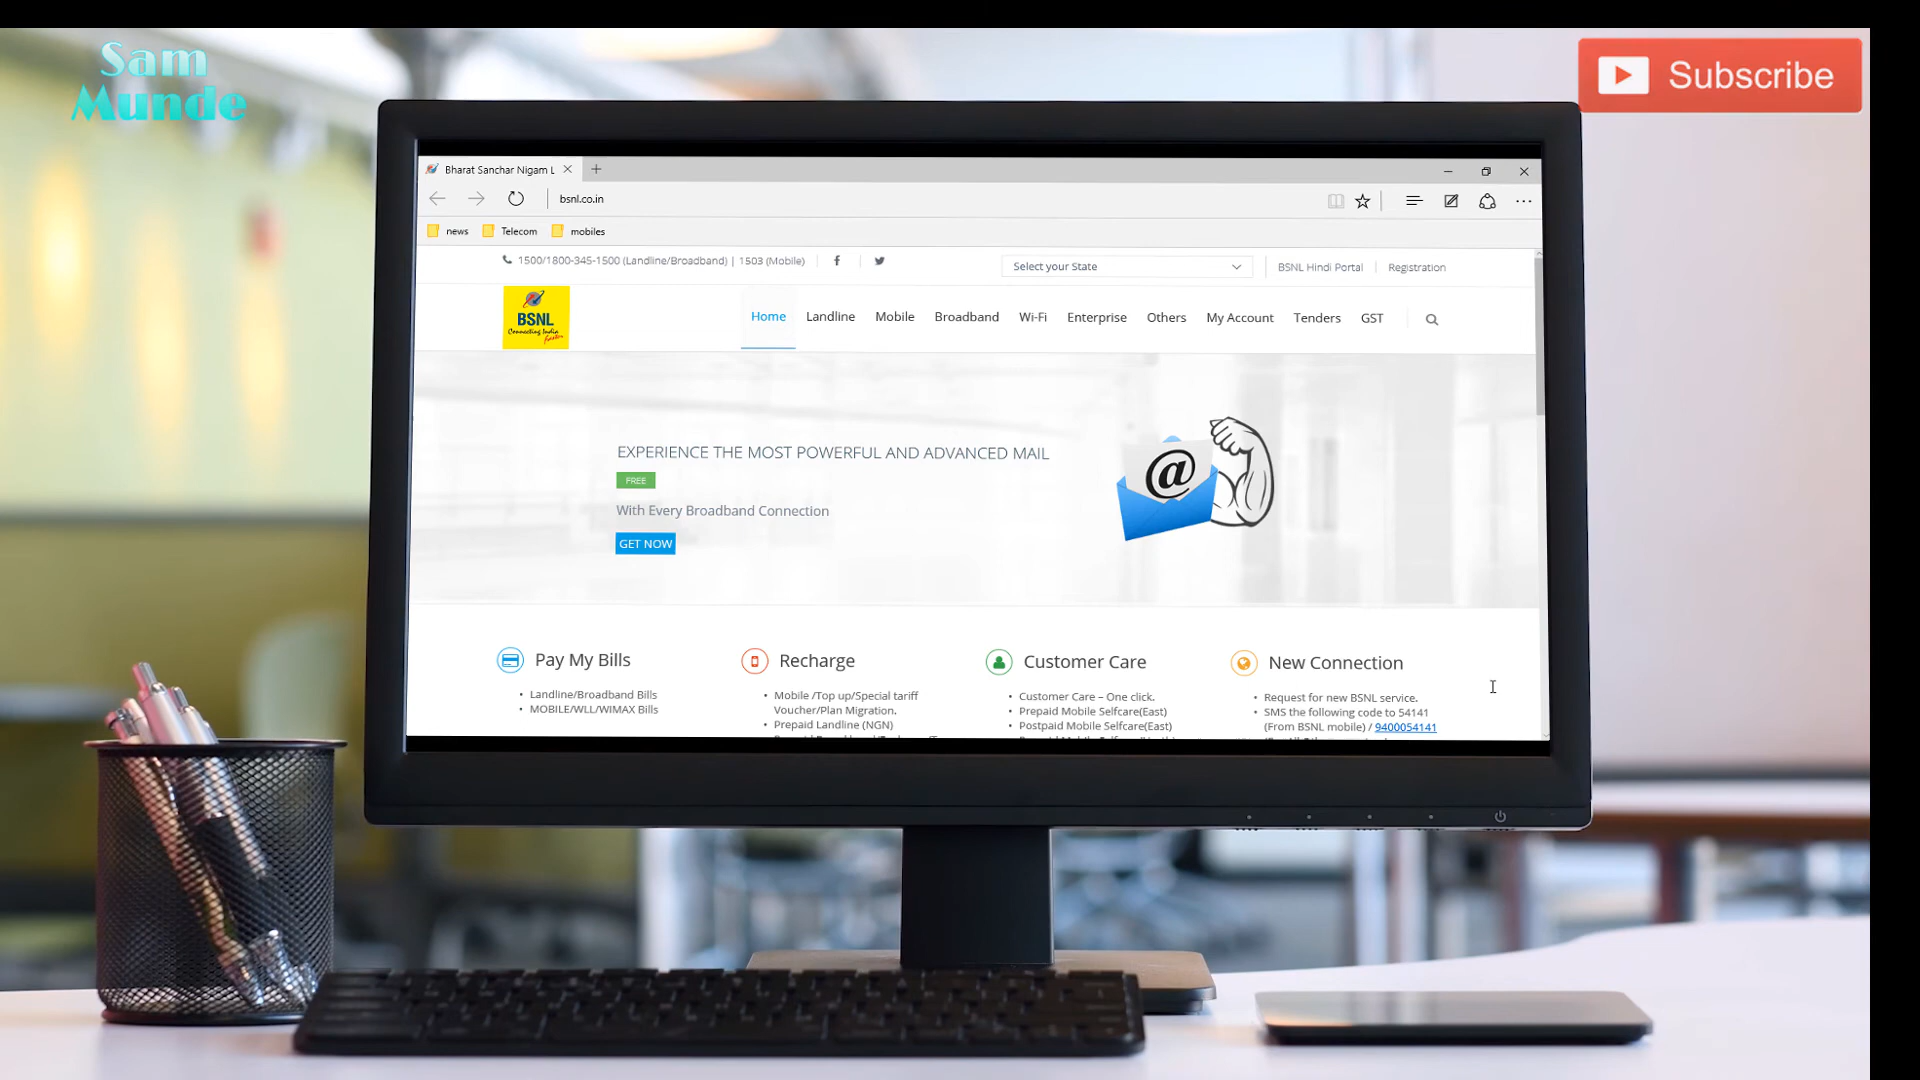 Sam
Munde
Subscribe
Bharat Sanchar Nigam L
bsnl.co.in
news
Telecom
mobiles
1500/1800-345-1500 (Landline/Broadband) | 1503 (Mobile)
Select your State
BSNL Hindi Portal
Registration
BSNL
Connecting India
Faster
Home
Landline
Mobile
Broadband
Wi-Fi
Enterprise
Others
My Account
Tenders
GST
EXPERIENCE THE MOST POWERFUL AND ADVANCED MAIL
FREE
With Every Broadband Connection
GET NOW
@
Pay My Bills
• Landline/Broadband Bills
• MOBILE/WLL/WIMAX Bills
Recharge
• Mobile /Top up/Special tariff
Voucher/Plan Migration.
• Prepaid Landline (NGN)
Customer Care
• Customer Care – One click.
• Prepaid Mobile Selfcare(East)
• Postpaid Mobile Selfcare(East)
New Connection
• Request for new BSNL service.
• SMS the following code to 54141
(From BSNL mobile) / 9400054141